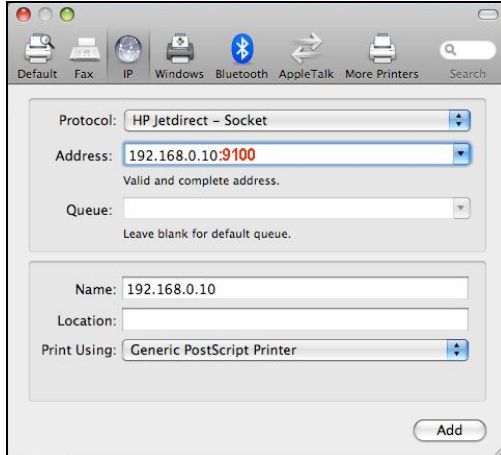 Default Fax IP Windows Bluetooth AppleTalk More Printers Search
Protocol: HP Jetdirect – Socket
Address: 192.168.0.10:9100
Valid and complete address.
Queue:
Leave blank for default queue.
Name: 192.168.0.10
Location:
Print Using: Generic PostScript Printer
Add